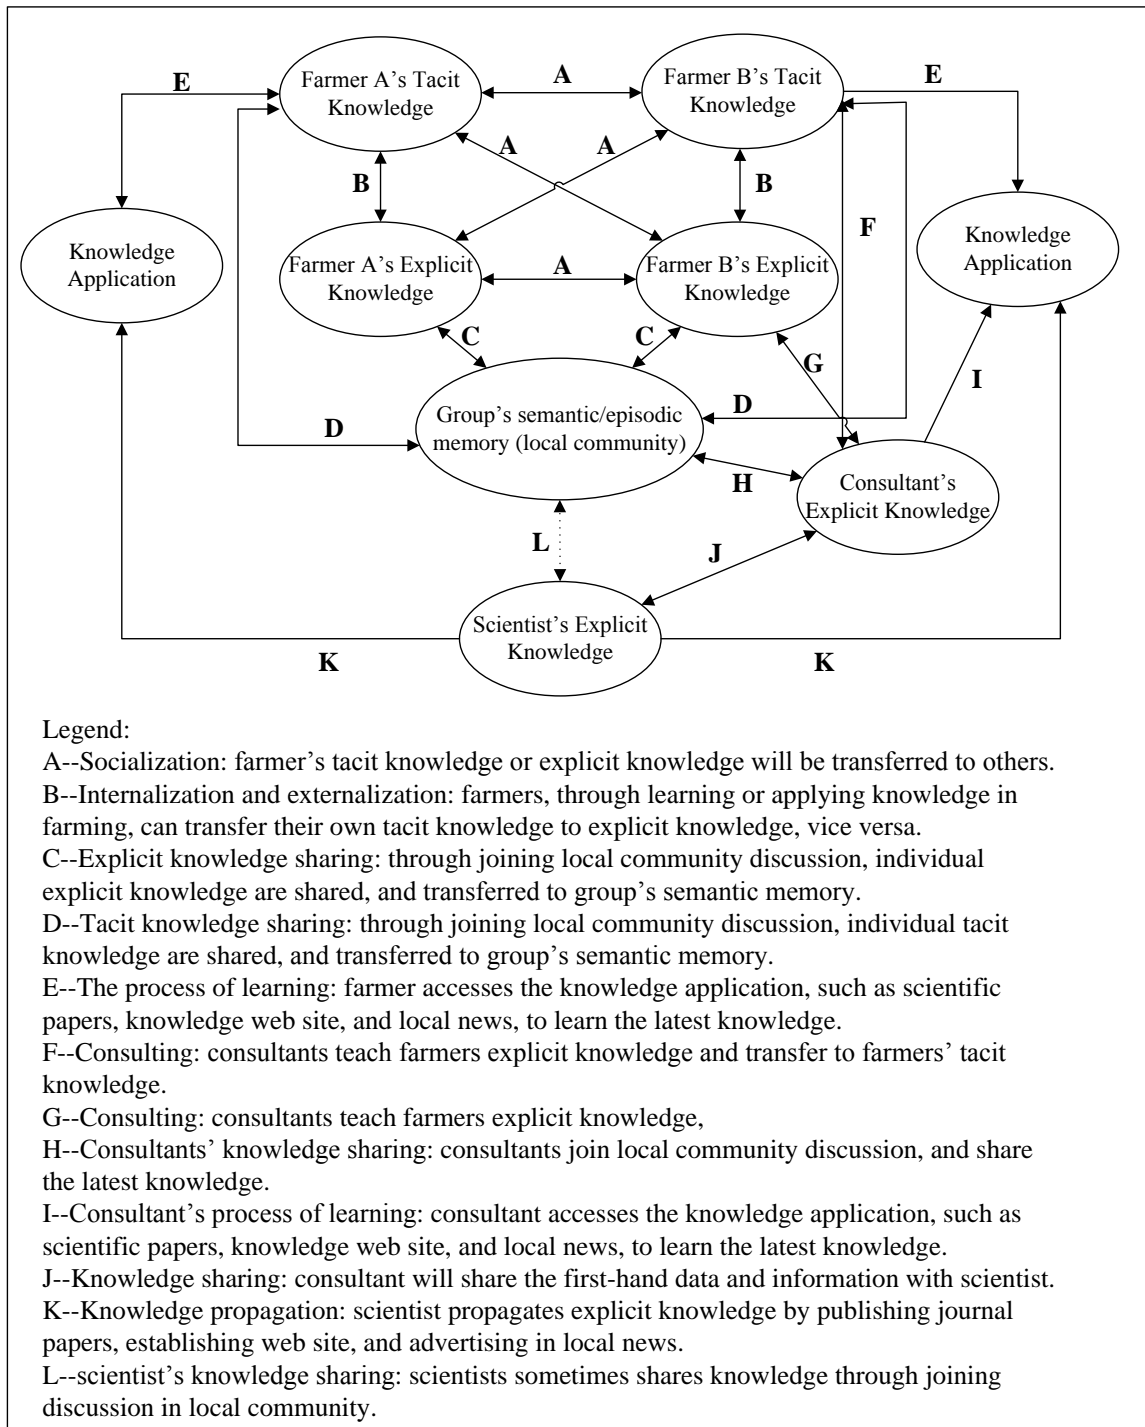 E
Farmer A's Tacit
Knowledge
A
Farmer B's Tacit
Knowledge
E
A
A
B
B
F
Knowledge
Application
Farmer A's Explicit
Knowledge
A
Farmer B's Explicit
Knowledge
Knowledge
Application
C
C
G
I
D
Group's semantic/episodic
memory (local community)
D
H
Consultant's
Explicit Knowledge
L
J
Scientist's Explicit
Knowledge
K
K
Legend:
A--Socialization: farmer's tacit knowledge or explicit knowledge will be transferred to others.
B--Internalization and externalization: farmers, through learning or applying knowledge in
farming, can transfer their own tacit knowledge to explicit knowledge, vice versa.
C--Explicit knowledge sharing: through joining local community discussion, individual
explicit knowledge are shared, and transferred to group's semantic memory.
D--Tacit knowledge sharing: through joining local community discussion, individual tacit
knowledge are shared, and transferred to group's semantic memory.
E--The process of learning: farmer accesses the knowledge application, such as scientific
papers, knowledge web site, and local news, to learn the latest knowledge.
F--Consulting: consultants teach farmers explicit knowledge and transfer to farmers' tacit
knowledge.
G--Consulting: consultants teach farmers explicit knowledge,
H--Consultants' knowledge sharing: consultants join local community discussion, and share
the latest knowledge.
I--Consultant's process of learning: consultant accesses the knowledge application, such as
scientific papers, knowledge web site, and local news, to learn the latest knowledge.
J--Knowledge sharing: consultant will share the first-hand data and information with scientist.
K--Knowledge propagation: scientist propagates explicit knowledge by publishing journal
papers, establishing web site, and advertising in local news.
L--scientist's knowledge sharing: scientists sometimes shares knowledge through joining
discussion in local community.